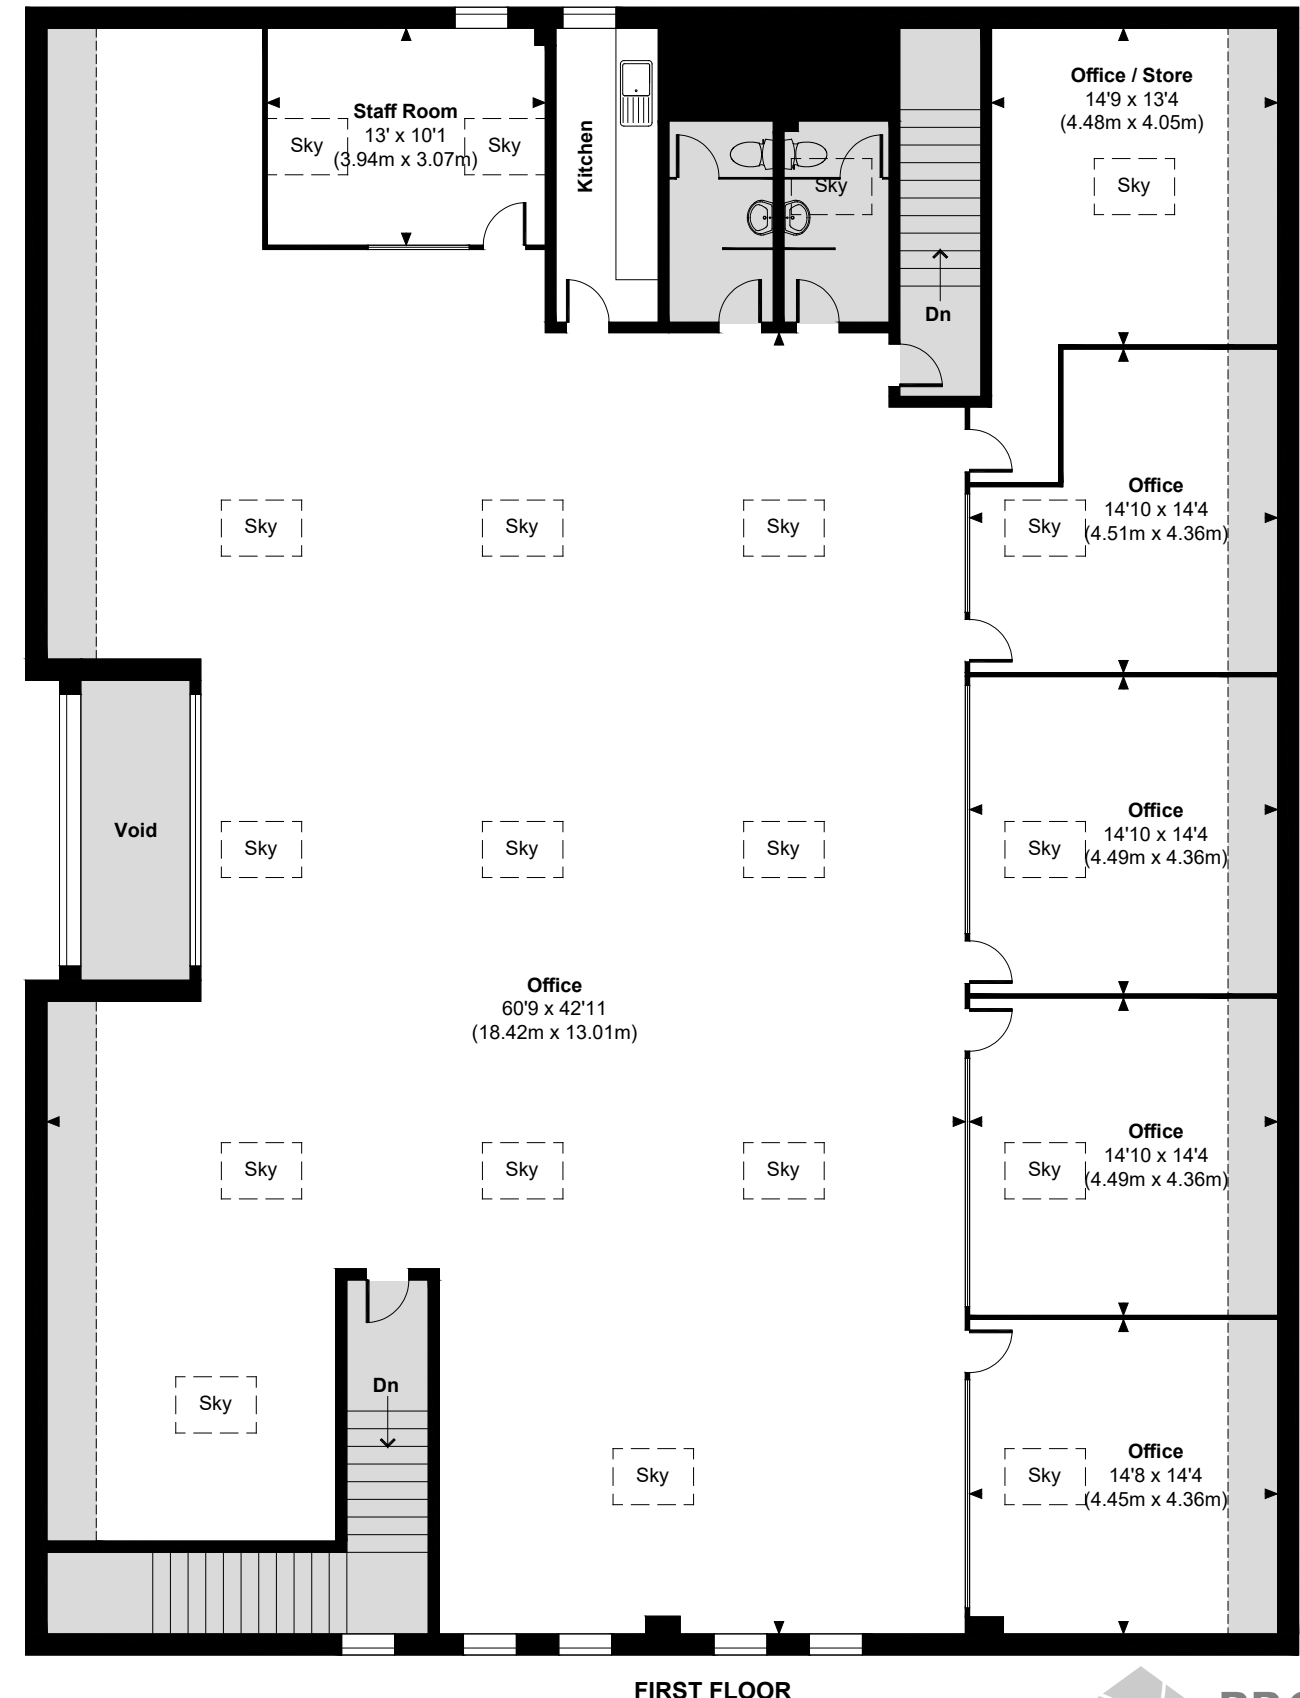 Office / Store
14'9 x 13'4
(4.48m x 4.05m)
Staff Room
13' x 10'1
(3.94m x 3.07m)
Sky
Sky
Kitchen
Sky
Sky
Dn
Office
14'10 x 14'4
(4.51m x 4.36m)
Sky
Sky
Sky
Sky
Void
Office
14'10 x 14'4
(4.49m x 4.36m)
Sky
Sky
Sky
Sky
Office
60'9 x 42'11
(18.42m x 13.01m)
Office
14'10 x 14'4
(4.49m x 4.36m)
Sky
Sky
Sky
Sky
Dn
Sky
Office
14'8 x 14'4
(4.45m x 4.36m)
Sky
Sky
FIRST FLOOR